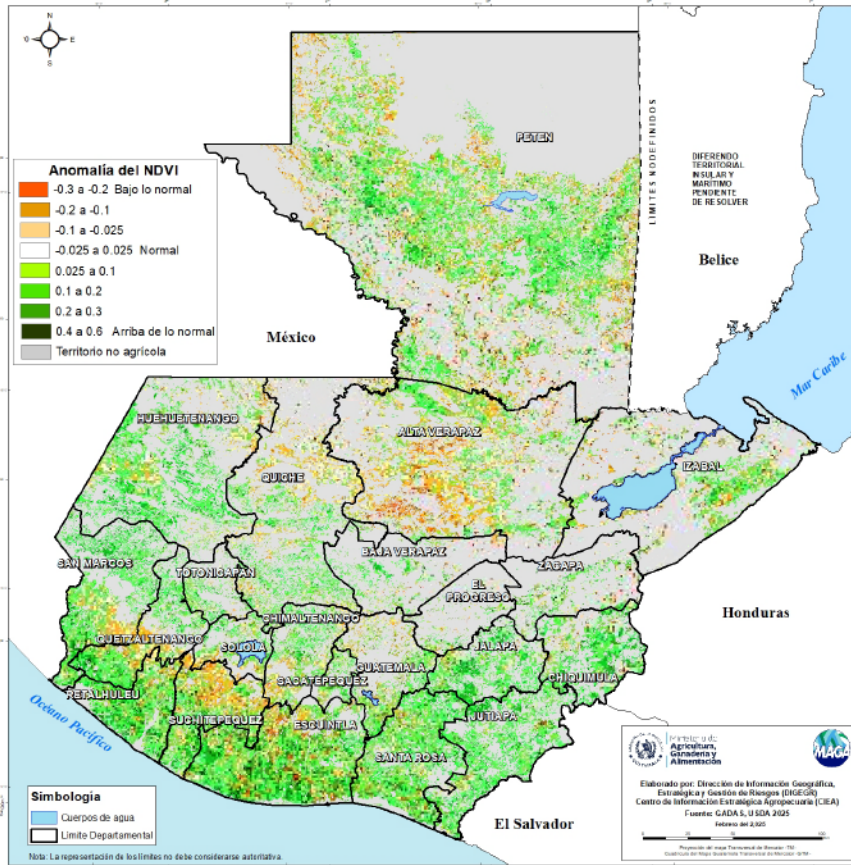 N
E
S
PETEN
LÍMITES NO DEFINIDOS
DIFERENDO
TERRITORIAL
INSULAR Y
MARÍTIMO
PENDIENTE
DE RESOLVER
Belice
Anomalía del NDVI
-0.3 a -0.2 Bajo lo normal
-0.2 a -0.1
-0.1 a -0.025
-0.025 a 0.025 Normal
0.025 a 0.1
0.1 a 0.2
0.2 a 0.3
0.4 a 0.6 Arriba de lo normal
Territorio no agrícola
México
Mar Caribe
HUEHUETENANGO
ALTA VERAPAZ
QUICHE
IZABAL
SAN MARCOS
TOTONICAPAN
BAJA VERAPAZ
EL
PROGRESO
ZACAPA
Honduras
CHIMALTENANGO
QUETZALTENANGO
SOLOLA
GUATEMALA
JALAPA
CHIQUIMULA
SACATEPEQUEZ
RETALHULEU
SUCHITEPEQUEZ
ESCUINTLA
JUTIAPA
SANTA ROSA
Océano Pacífico
El Salvador
Simbología
Cuerpos de agua
Límite Departamental
Nota: La representación de los límites no debe considerarse autoritativa.
Ministerio de
Agricultura,
Ganadería y
Alimentación
MAGA
Elaborado por: Dirección de Información Geográfica,
Estratégica y Gestión de Riesgos (DIGEGR)
Centro de Información Estratégica Agropecuaria (CIEA)
Fuente: GADAS, USDA 2025
Febrero del 2,025